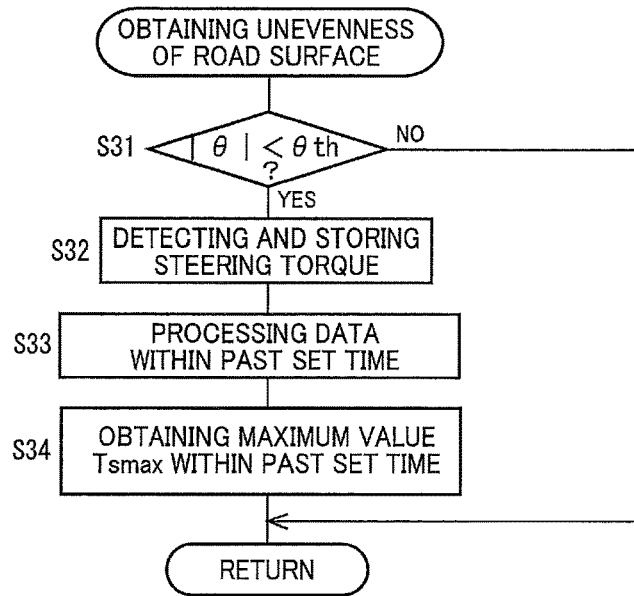 OBTAINING UNEVENNESS
OF ROAD SURFACE
S31
| θ | < θth
?
NO
YES
S32
DETECTING AND STORING
STEERING TORQUE
S33
PROCESSING DATA
WITHIN PAST SET TIME
S34
OBTAINING MAXIMUM VALUE
Tsmax WITHIN PAST SET TIME
RETURN